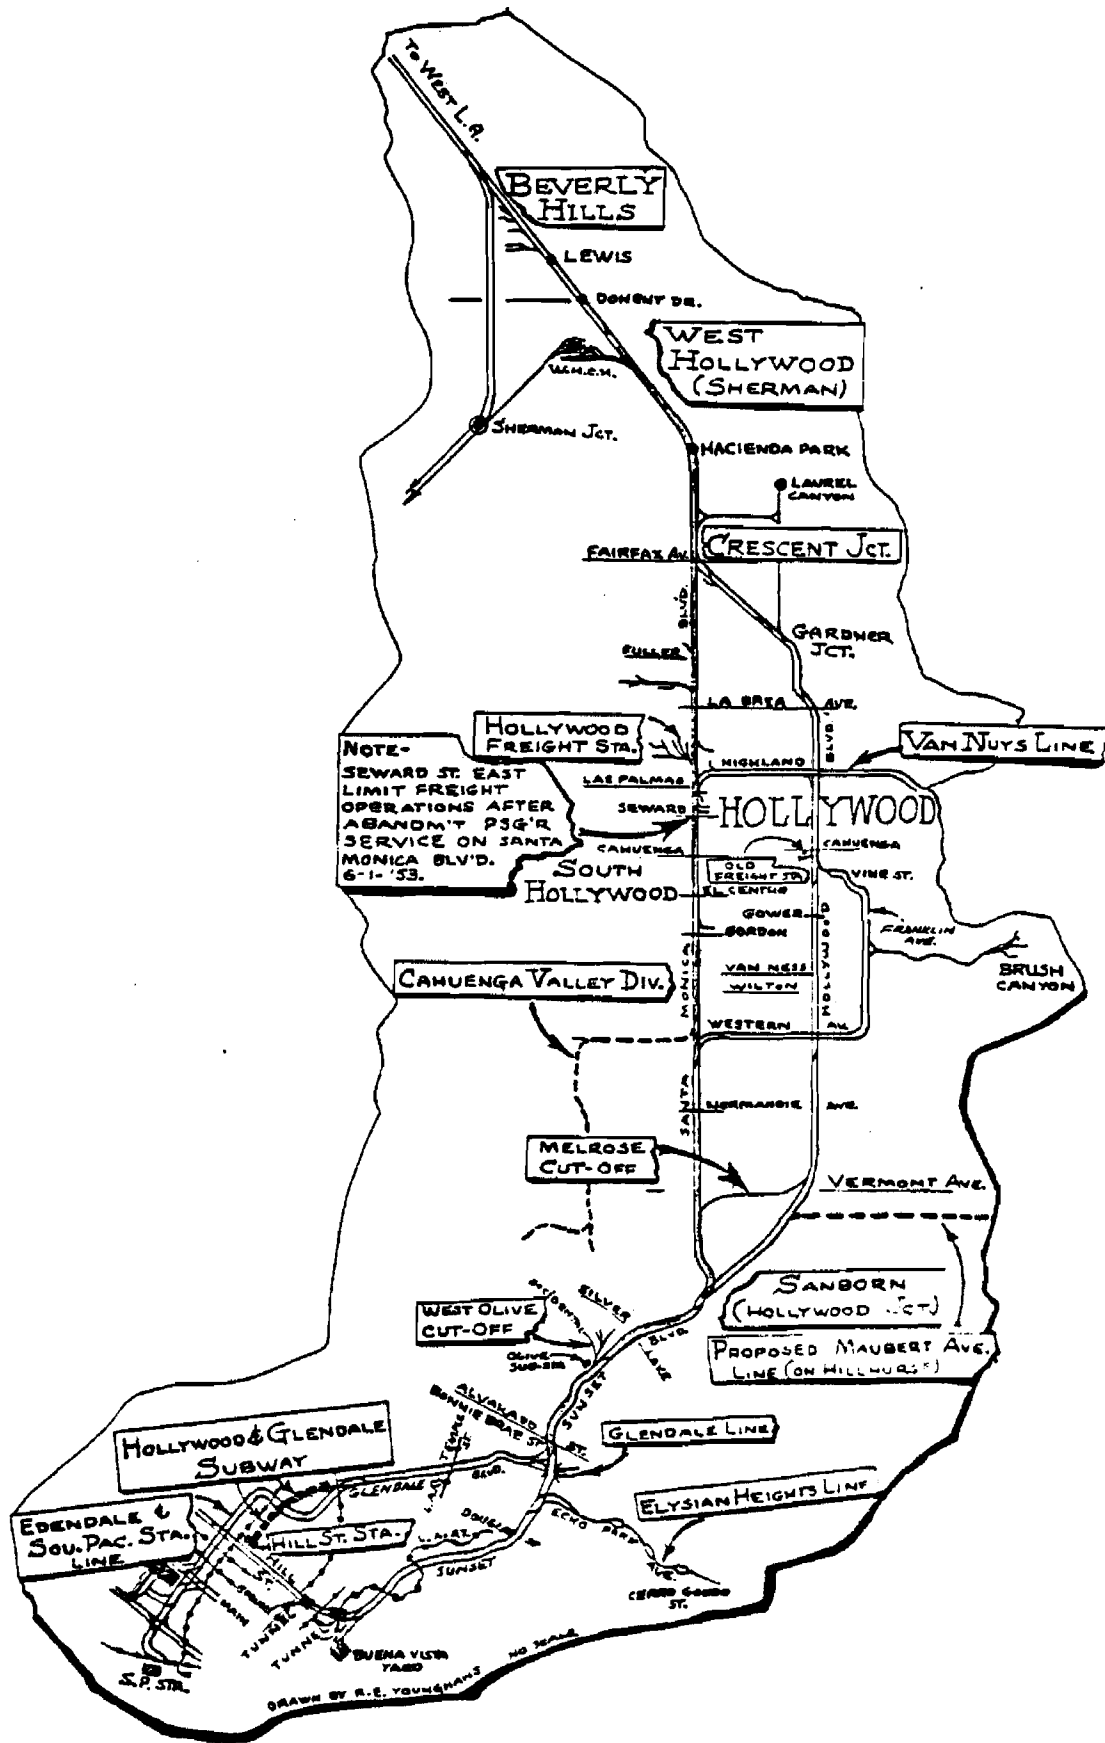 TO WEST L.A.
BEVERLY
HILLS
LEWIS
DOHENY DR.
WEST
HOLLYWOOD
(SHERMAN)
W.H.C.H.
SHERMAN JCT.
HACIENDA PARK
LAUREL
CANYON
CRESCENT JCT.
FAIRFAX AV.
BLVD.
GARDNER
JCT.
FULLER
LA BREA AVE.
BLVD.
HOLLYWOOD
FREIGHT STA.
VAN NUYS LINE
HIGHLAND
NOTE-
SEWARD ST. EAST
LIMIT FREIGHT
OPERATIONS AFTER
ABANDM'T PSG'R
SERVICE ON SANTA
MONICA BLV'D.
6-1-'53.
LAS PALMAS
SEWARD
HOLLYWOOD
CAHUENGA
CAHUENGA
OLD
FREIGHT STA
VINE ST.
SOUTH
HOLLYWOOD
EL CENTRO
GOWER
GORDON
FRANKLIN
AVE.
HOLLYWOOD
MONICA
VAN NESS
WILTON
BRUSH
CANYON
CAHUENGA VALLEY DIV.
WESTERN AV.
SANTA
NORMANDIE AVE.
MELROSE
CUT-OFF
VERMONT AVE.
SANBORN
(HOLLYWOOD JCT)
PROPOSED MAUBERT AVE.
LINE (ON HILLHURST)
WEST OLIVE
CUT-OFF
OCCIDENTAL
SILVER
LAKE
BLVD.
OLIVE
SUB-STA
SUNSET
ALVARADO ST.
BONNIE BRAE ST
GLENDALE LINE
HOLLYWOOD & GLENDALE
SUBWAY
TEMPLE
ST.
GLENDALE BLVD.
ELYSIAN HEIGHTS LINE
EDENDALE &
SOU. PAC. STA.
LINE
HILL ST. STA.
ECHO PARK
AVE.
SUNSET
CERRO GORDO
ST.
HILL
ST.
MAIN
TUNNEL
TUNNEL
BUENA VISTA
YARD
S.P. STA.
DRAWN BY R.E. YOUNGHANS NO SCALE